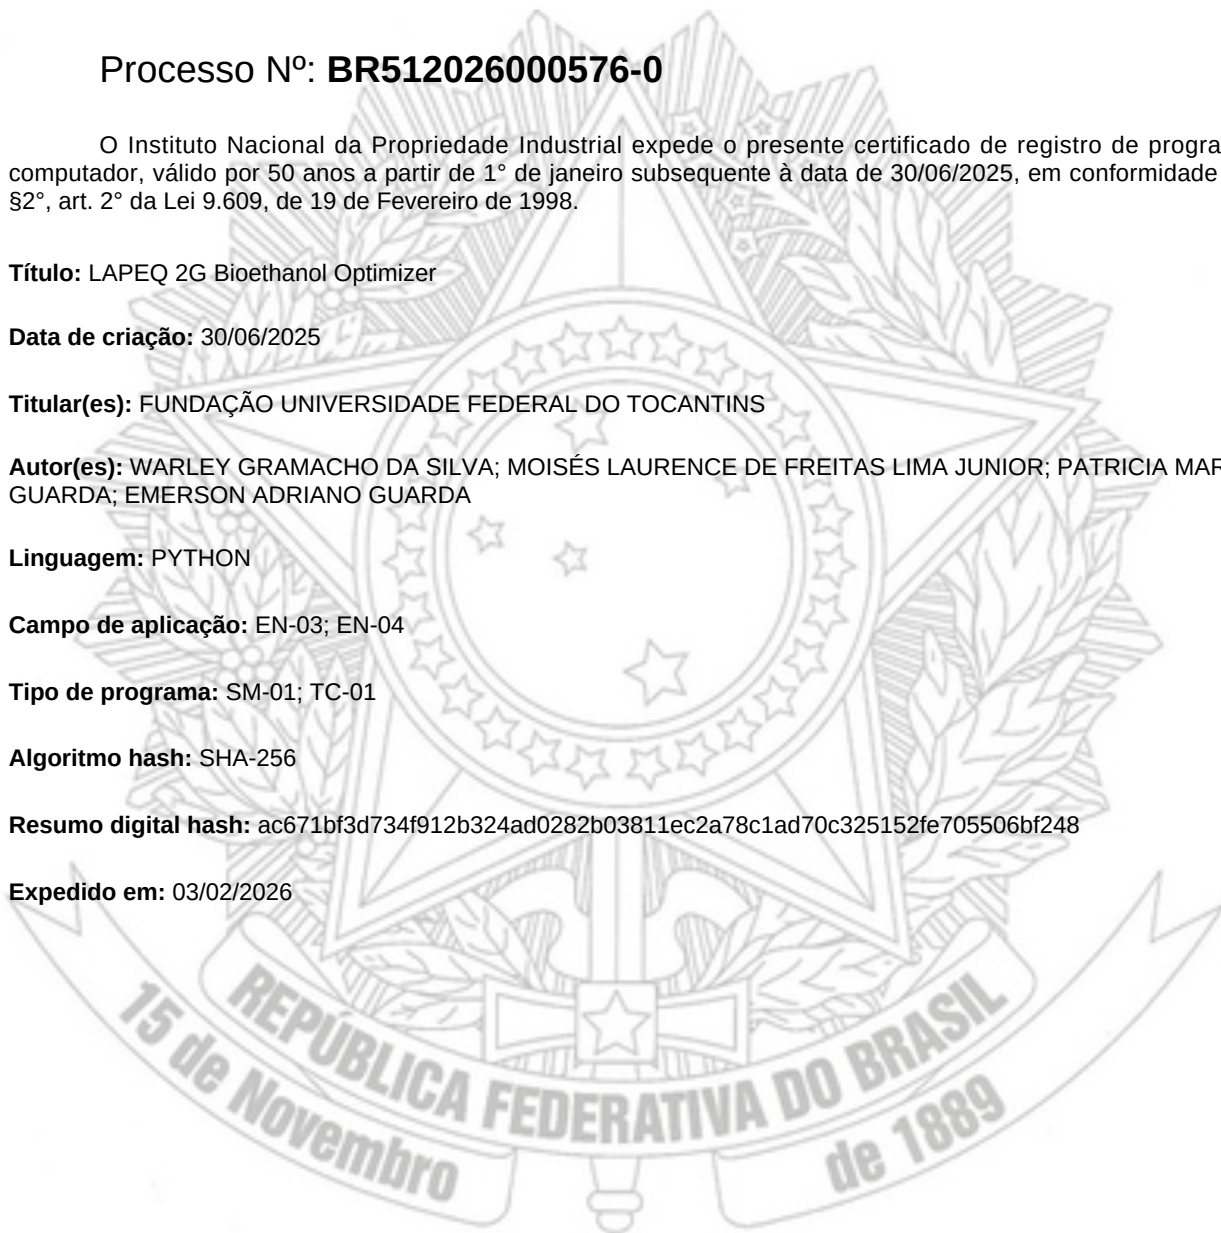 Processo Nº: BR512026000576-0
O Instituto Nacional da Propriedade Industrial expede o presente certificado de registro de progra
computador, válido por 50 anos a partir de 1° de janeiro subsequente à data de 30/06/2025, em conformidade
§2°, art. 2° da Lei 9.609, de 19 de Fevereiro de 1998.
Título: LAPEQ 2G Bioethanol Optimizer
Data de criação: 30/06/2025
Titular(es): FUNDAÇÃO UNIVERSIDADE FEDERAL DO TOCANTINS
Autor(es): WARLEY GRAMACHO DA SILVA; MOISÉS LAURENCE DE FREITAS LIMA JUNIOR; PATRICIA MAR
GUARDA; EMERSON ADRIANO GUARDA
Linguagem: PYTHON
Campo de aplicação: EN-03; EN-04
Tipo de programa: SM-01; TC-01
Algoritmo hash: SHA-256
Resumo digital hash: ac671bf3d734f912b324ad0282b03811ec2a78c1ad70c325152fe705506bf248
Expedido em: 03/02/2026
REPÚBLICA FEDERATIVA DO BRASIL
15 de Novembro de 1889